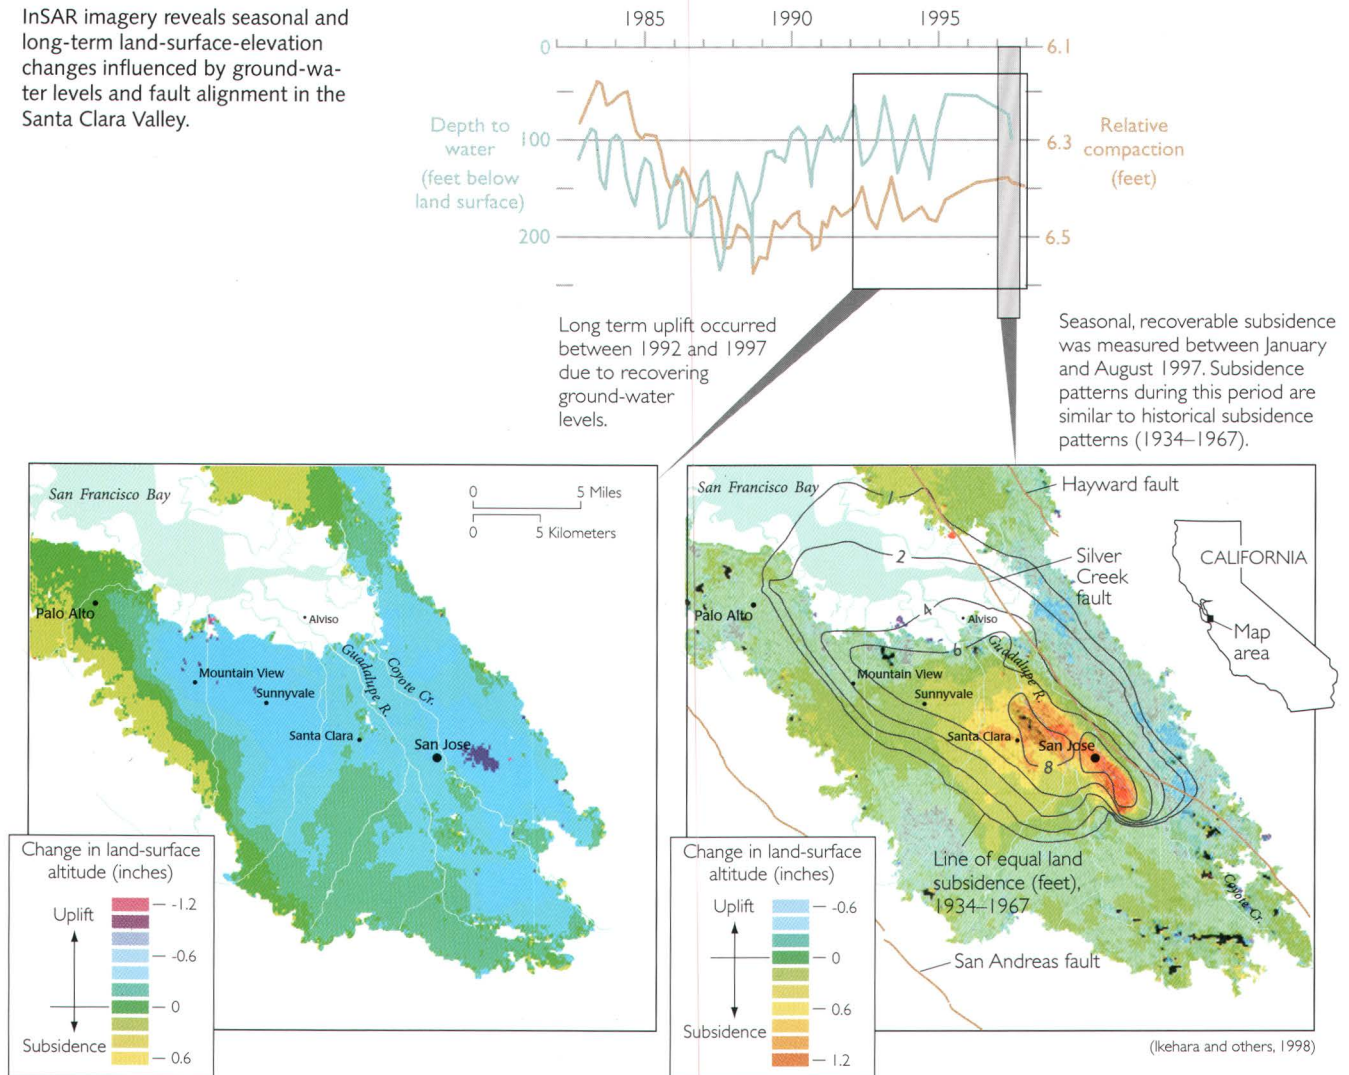 InSAR imagery reveals seasonal and
long-term land-surface-elevation
changes influenced by ground-wa-
ter levels and fault alignment in the
Santa Clara Valley.
1985 1990 1995
0
100
200
Depth to
water
(feet below
land surface)
6.1
6.3
6.5
Relative
compaction
(feet)
Long term uplift occurred
between 1992 and 1997
due to recovering
ground-water
levels.
Seasonal, recoverable subsidence
was measured between January
and August 1997. Subsidence
patterns during this period are
similar to historical subsidence
patterns (1934–1967).
San Francisco Bay
0 5 Miles
0 5 Kilometers
Palo Alto
Alviso
Guadalupe R.
Coyote Cr.
Mountain View
Sunnyvale
Santa Clara
San Jose
Change in land-surface
altitude (inches)
Uplift
Subsidence
-1.2
-0.6
0
0.6
San Francisco Bay
1
2
4
6
8
Hayward fault
Silver
Creek
fault
CALIFORNIA
Map
area
Palo Alto
Alviso
Guadalupe R.
Mountain View
Sunnyvale
Santa Clara
San Jose
Line of equal land
subsidence (feet),
1934–1967
Coyote Cr.
San Andreas fault
Change in land-surface
altitude (inches)
Uplift
Subsidence
-0.6
0
0.6
1.2
(Ikehara and others, 1998)